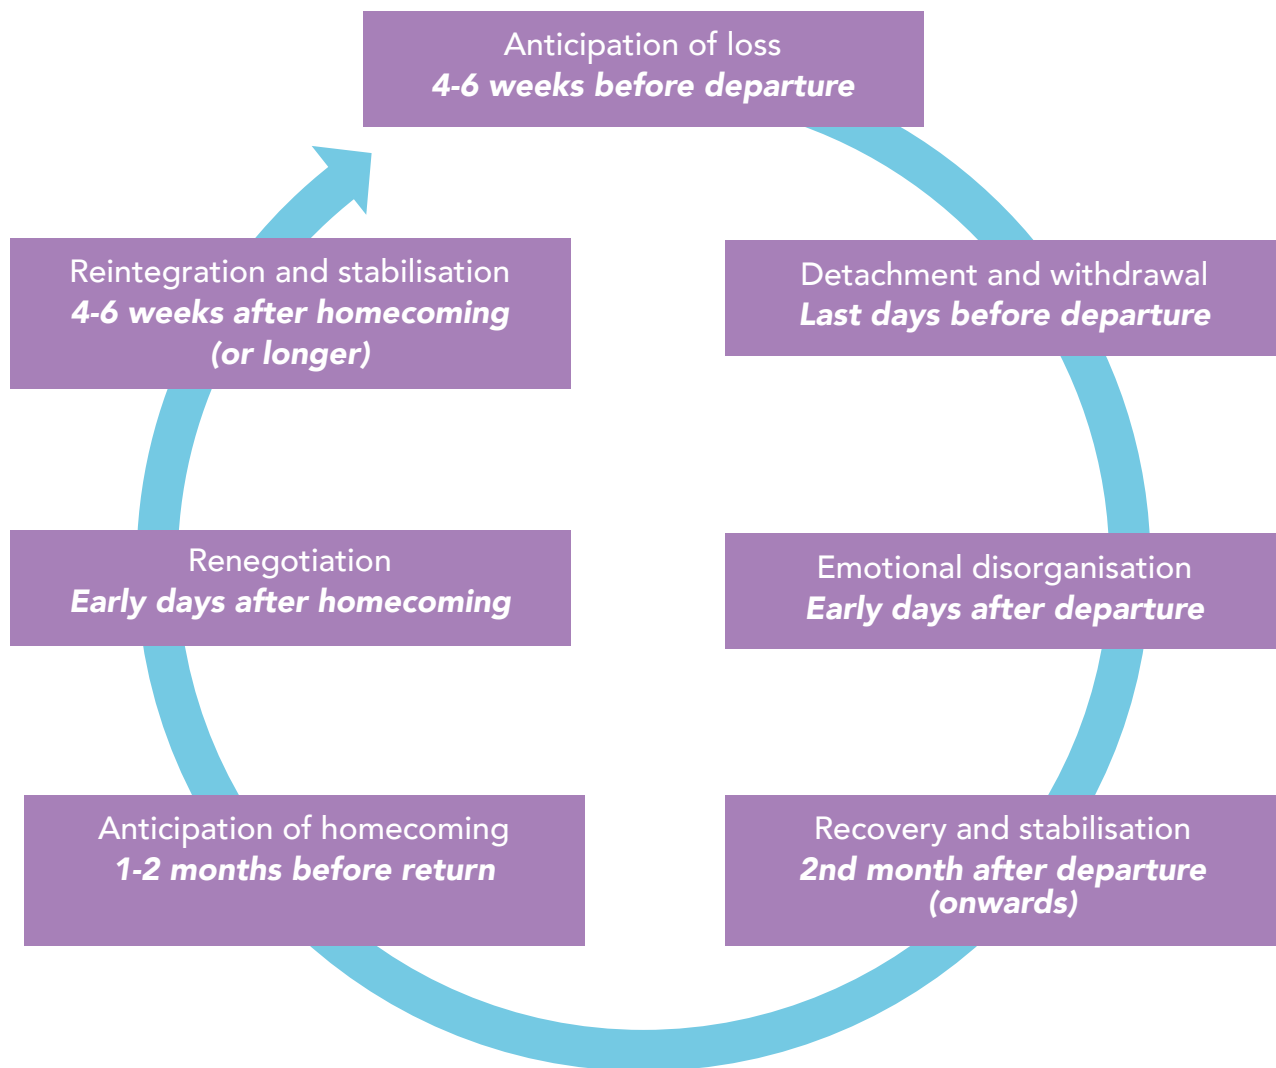 Anticipation of loss
4-6 weeks before departure
Detachment and withdrawal
Last days before departure
Emotional disorganisation
Early days after departure
Recovery and stabilisation
2nd month after departure
(onwards)
Anticipation of homecoming
1-2 months before return
Renegotiation
Early days after homecoming
Reintegration and stabilisation
4-6 weeks after homecoming
(or longer)